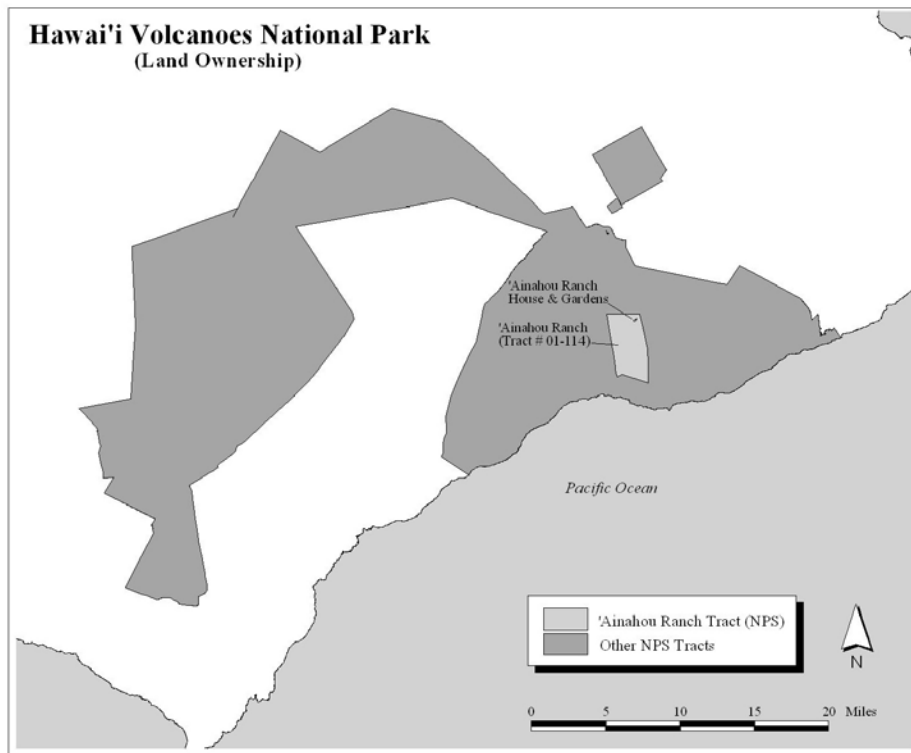 Hawai'i Volcanoes National Park
(Land Ownership)
'Ainahou Ranch
House & Gardens
'Ainahou Ranch
(Tract # 01-114)
Pacific Ocean
'Ainahou Ranch Tract (NPS)
Other NPS Tracts
N
0 5 10 15 20 Miles